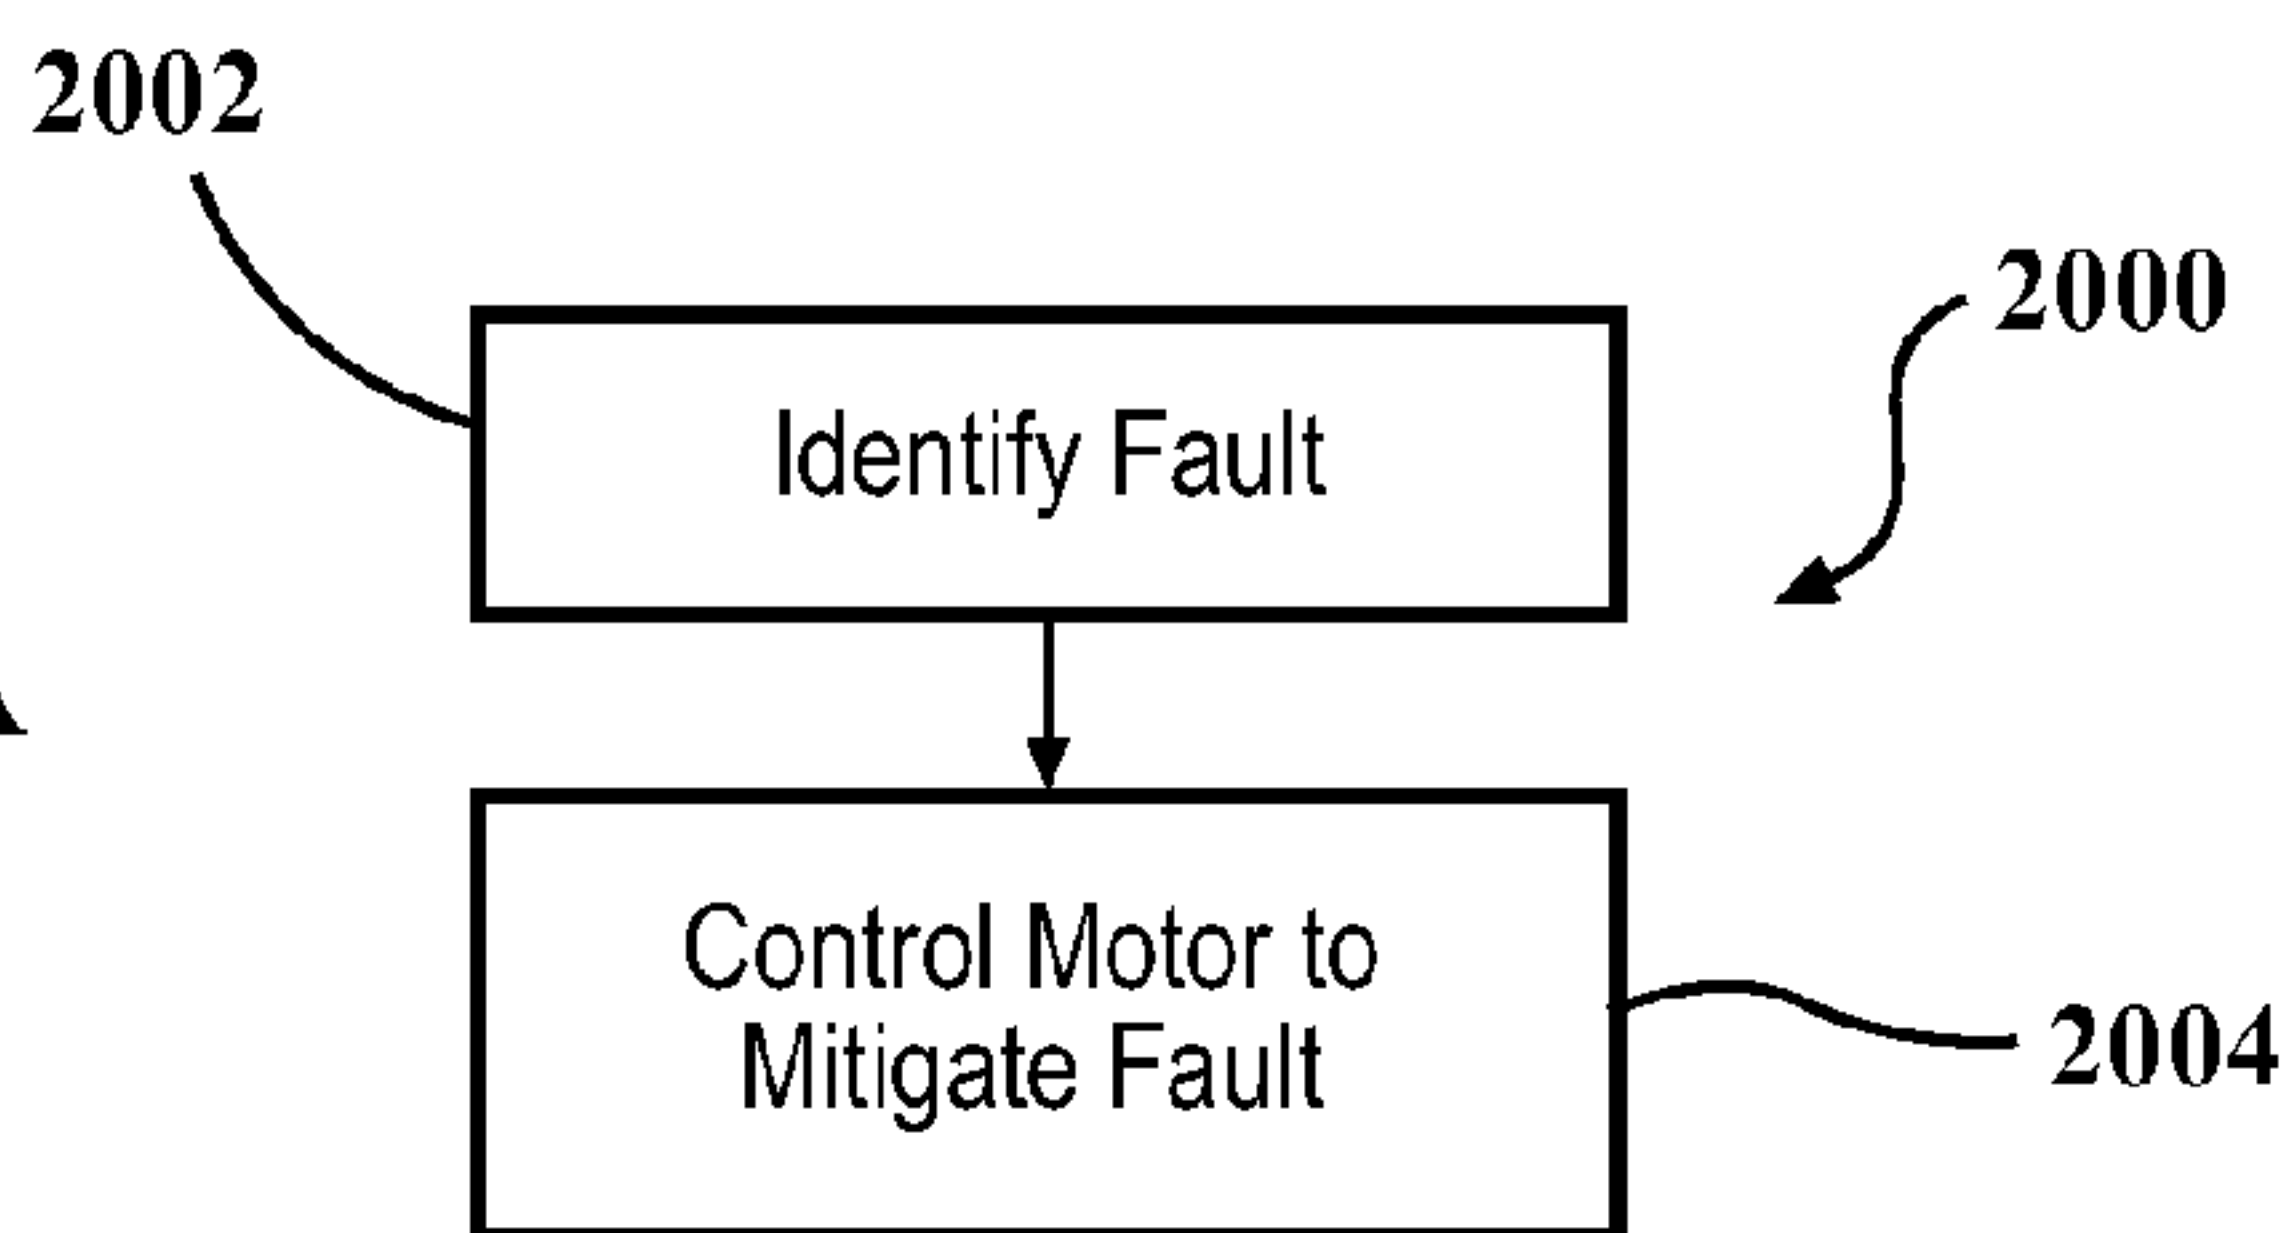 2002
2000
Identify Fault
Control Motor to
Mitigate Fault
2004